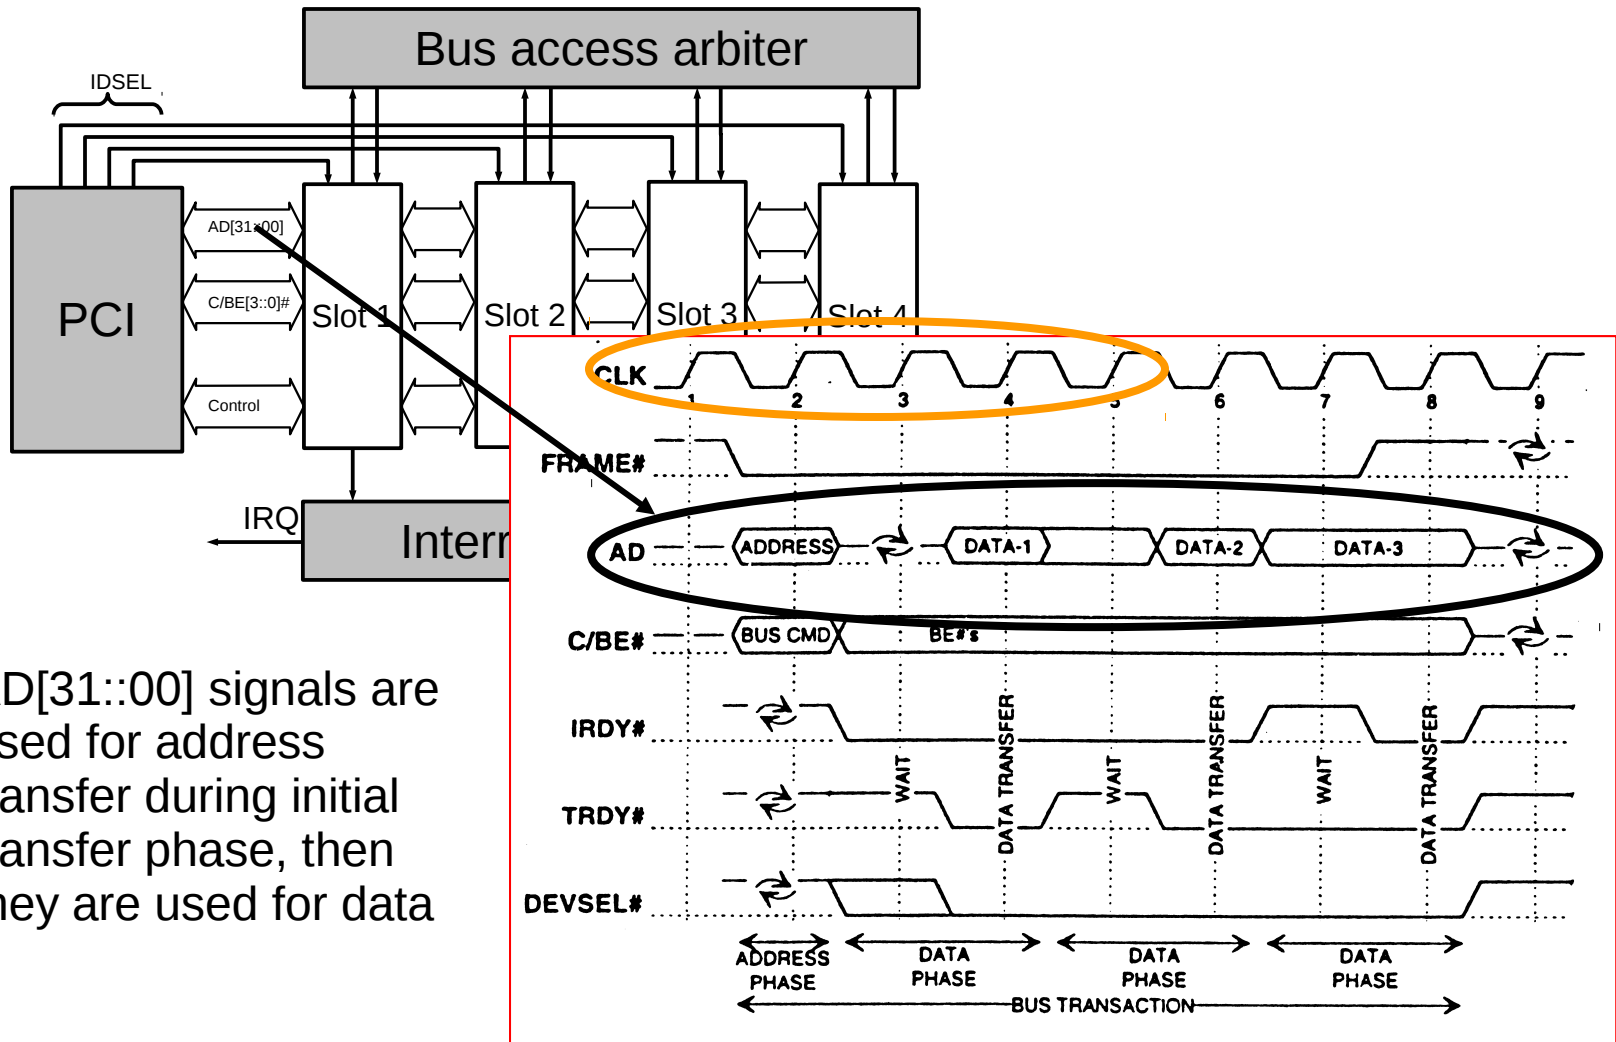 Bus access arbiter
IDSEL
PCI
AD[31::00]
C/BE[3::0]#
Control
Slot 1
Slot 2
Slot 3
Slot 4
IRQ
Interr
CLK
1 2 3 4 5 6 7 8 9
FRAME#
AD
ADDRESS DATA-1 DATA-2 DATA-3
C/BE#
BUS CMD BE#'s
IRDY#
TRDY#
WAIT DATA TRANSFER WAIT DATA TRANSFER WAIT DATA TRANSFER
DEVSEL#
ADDRESS PHASE
DATA PHASE
DATA PHASE
DATA PHASE
BUS TRANSACTION
AD[31::00] signals are
sed for address
ransfer during initial
ransfer phase, then
hey are used for data